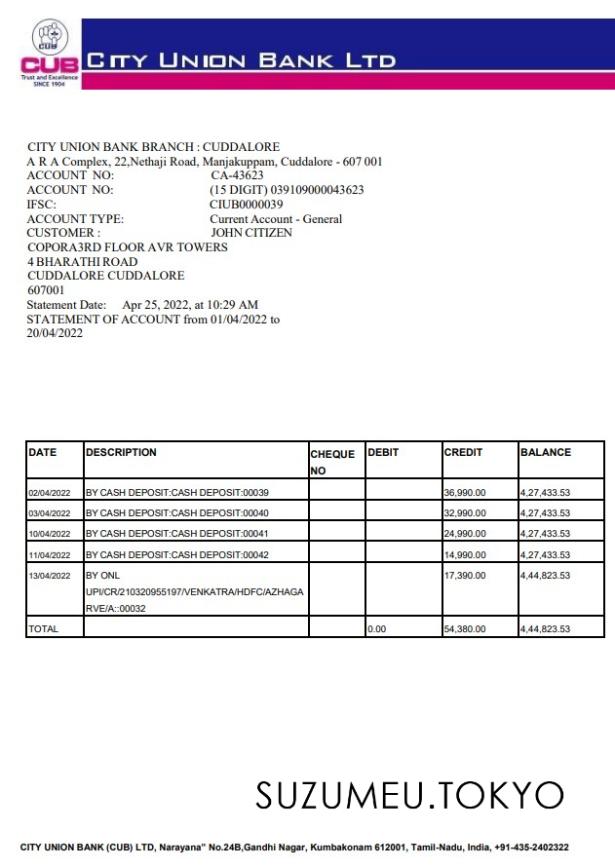 CUB
CUB
Trust and Excellence
SINCE 1904
CITY UNION BANK LTD
CITY UNION BANK BRANCH : CUDDALORE
A R A Complex, 22,Nethaji Road, Manjakuppam, Cuddalore - 607 001
ACCOUNT NO: CA-43623
ACCOUNT NO: (15 DIGIT) 039109000043623
IFSC: CIUB0000039
ACCOUNT TYPE: Current Account - General
CUSTOMER : JOHN CITIZEN
COPORA3RD FLOOR AVR TOWERS
4 BHARATHI ROAD
CUDDALORE CUDDALORE
607001
Statement Date: Apr 25, 2022, at 10:29 AM
STATEMENT OF ACCOUNT from 01/04/2022 to
20/04/2022
DATE DESCRIPTION CHEQUE NO DEBIT CREDIT BALANCE
02/04/2022 BY CASH DEPOSIT:CASH DEPOSIT:00039 36,990.00 4,27,433.53
03/04/2022 BY CASH DEPOSIT:CASH DEPOSIT:00040 32,990.00 4,27,433.53
10/04/2022 BY CASH DEPOSIT:CASH DEPOSIT:00041 24,990.00 4,27,433.53
11/04/2022 BY CASH DEPOSIT:CASH DEPOSIT:00042 14,990.00 4,27,433.53
13/04/2022 BY ONL 17,390.00 4,44,823.53
UPI/CR/210320955197/VENKATRA/HDFC/AZHAGA
RVE/A::00032
TOTAL 0.00 54,380.00 4,44,823.53
SUZUMEU.TOKYO
CITY UNION BANK (CUB) LTD, Narayana" No.24B,Gandhi Nagar, Kumbakonam 612001, Tamil-Nadu, India, +91-435-2402322